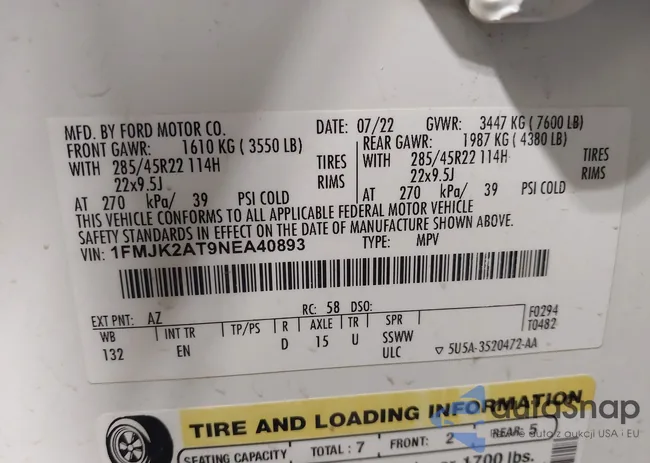 MFD. BY FORD MOTOR CO.
DATE: 07/22 GVWR: 3447 KG ( 7600 LB)
FRONT GAWR: 1610 KG ( 3550 LB)
REAR GAWR: 1987 KG ( 4380 LB)
WITH 285/45R22 114H TIRES
WITH 285/45R22 114H TIRES
22x9.5J RIMS
22x9.5J RIMS
AT 270 kPa/ 39 PSI COLD
AT 270 kPa/ 39 PSI COLD
THIS VEHICLE CONFORMS TO ALL APPLICABLE FEDERAL MOTOR VEHICLE
SAFETY STANDARDS IN EFFECT ON THE DATE OF MANUFACTURE SHOWN ABOVE.
VIN: 1FMJK2AT9NEA40893 TYPE: MPV
EXT PNT: AZ RC: 58 DSO: F0294
WB INT TR TP/PS R AXLE TR SPR T0482
132 EN D 15 U SSWW
ULC 5U5A-3520472-AA
TIRE AND LOADING INFORMATION
SEATING CAPACITY TOTAL : 7 FRONT: 2 REAR: 5
1700 lbs.
autoSnap
auta z aukcji USA i EU